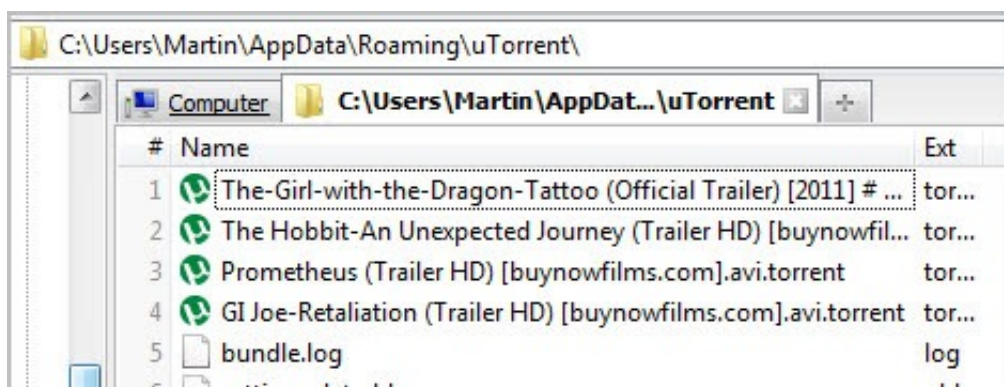 C:\Users\Martin\AppData\Roaming\uTorrent\
Computer C:\Users\Martin\AppDat...\uTorrent
# Name Ext
1 The-Girl-with-the-Dragon-Tattoo (Official Trailer) [2011] # ... tor...
2 The Hobbit-An Unexpected Journey (Trailer HD) [buynowfil... tor...
3 Prometheus (Trailer HD) [buynowfilms.com].avi.torrent tor...
4 GI Joe-Retaliation (Trailer HD) [buynowfilms.com].avi.torrent tor...
5 bundle.log log